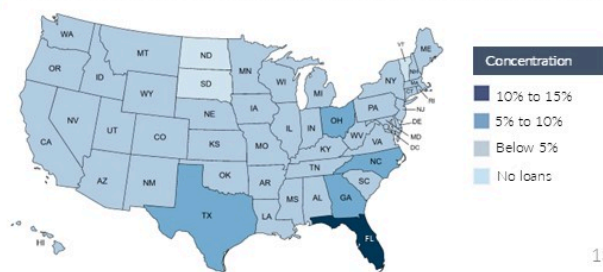 WA
MT
ND
MN
VT
ME
OR
ID
SD
WI
MI
NY
NH
MA
CT
RI
WY
NE
IA
PA
NJ
NV
UT
CO
KS
MO
IL
IN
OH
WV
VA
DE
MD
DC
CA
KY
NC
AZ
NM
OK
AR
TN
SC
TX
LA
MS
AL
GA
FL
HI
Concentration
10% to 15%
5% to 10%
Below 5%
No loans
1